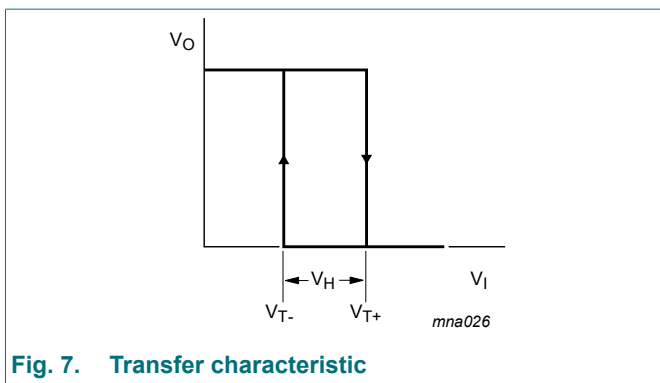 VO
VH
VI
VT-
VT+
mna026
Fig. 7. Transfer characteristic